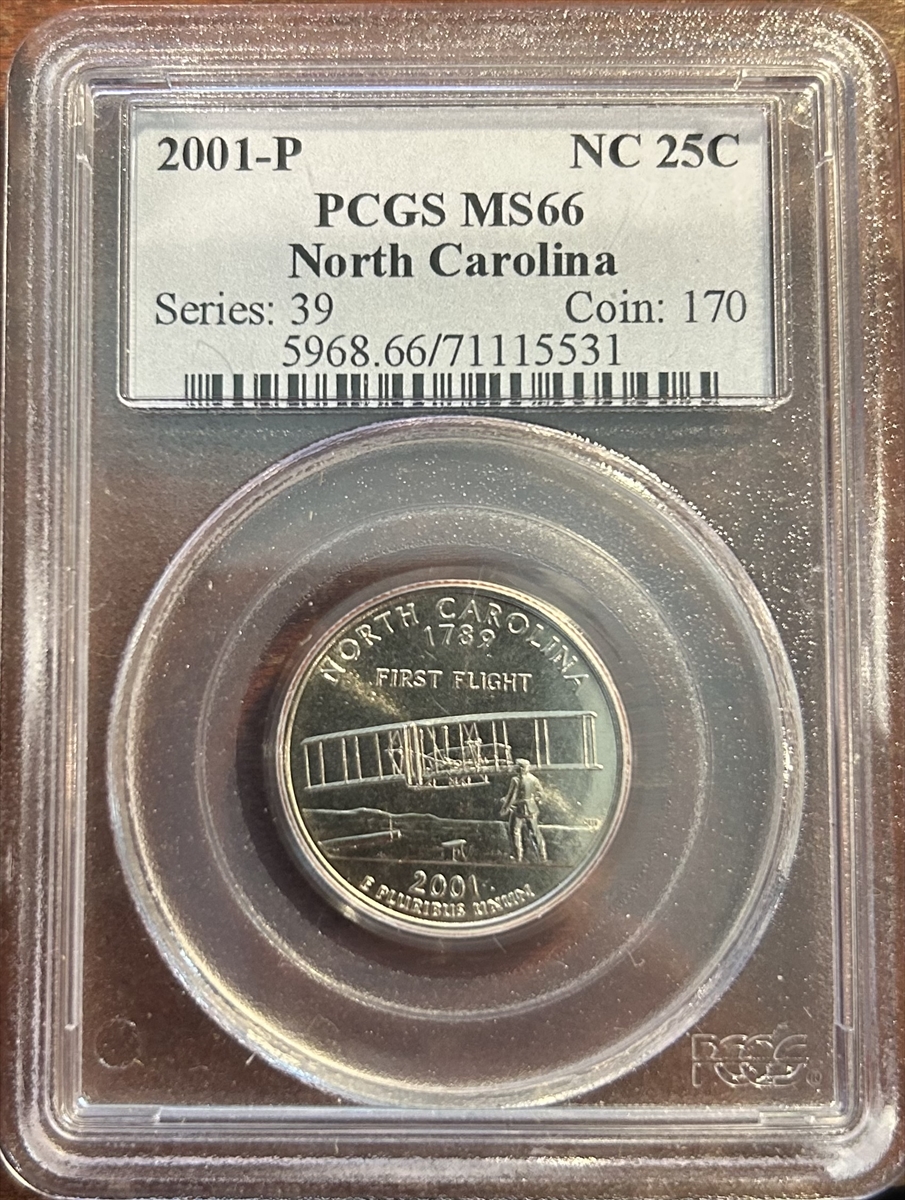 2001-P NC 25C
PCGS MS66
North Carolina
Series: 39 Coin: 170
5968.66/71115531
NORTH CAROLINA
1789
FIRST FLIGHT
2001
E PLURIBUS UNUM
PCGS